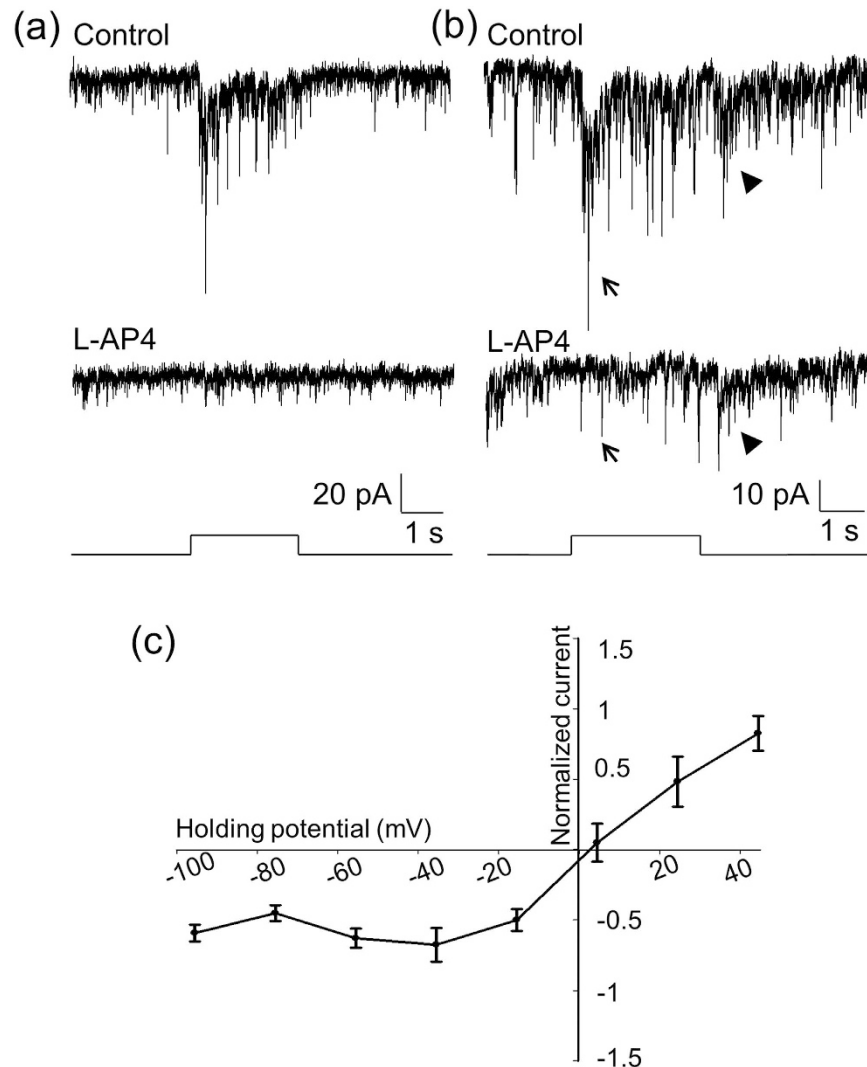 (a) Control
(b) Control
L-AP4
L-AP4
20 pA
1 s
10 pA
1 s
(c)
Normalized current
1.5
1
0.5
Holding potential (mV)
-100 -80 -60 -40 -20 20 40
-0.5
-1
-1.5